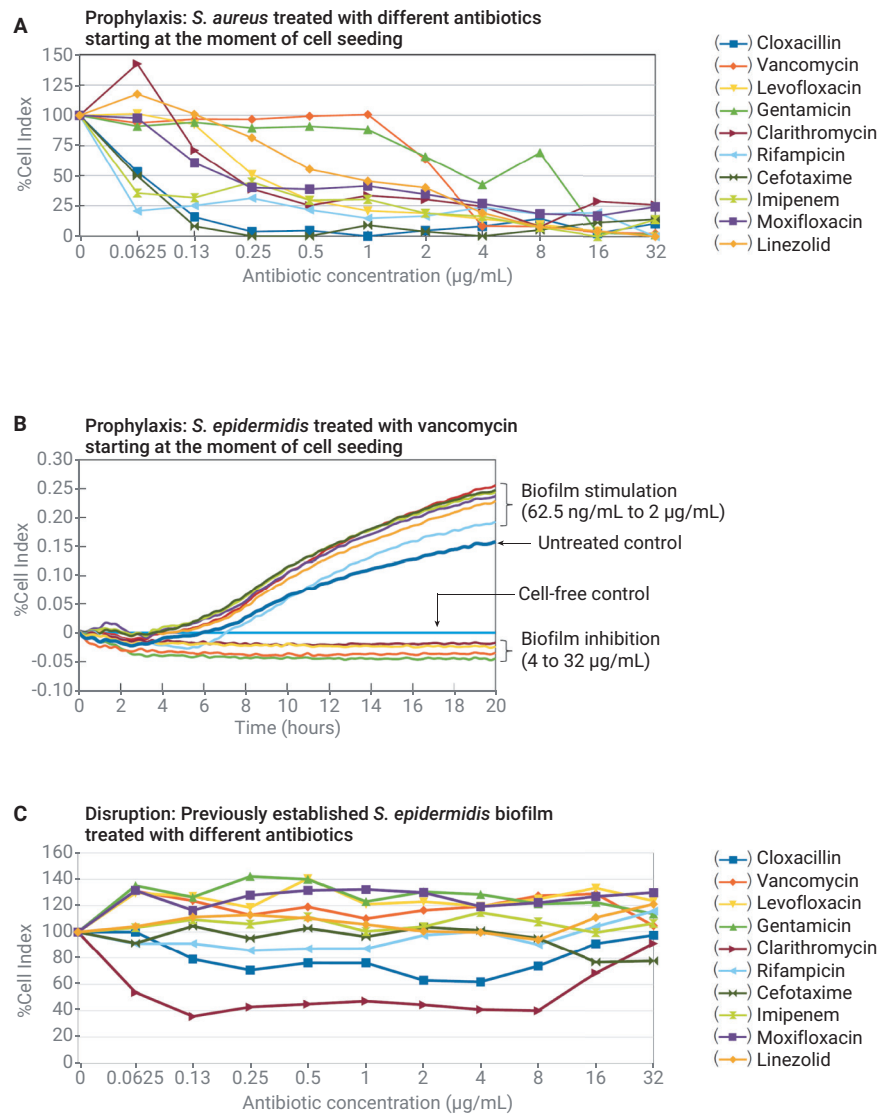 A
Prophylaxis: S. aureus treated with different antibiotics
starting at the moment of cell seeding
%Cell Index
150
125
100
75
50
25
0
0 0.0625 0.13 0.25 0.5 1 2 4 8 16 32
Antibiotic concentration (µg/mL)
Cloxacillin
Vancomycin
Levofloxacin
Gentamicin
Clarithromycin
Rifampicin
Cefotaxime
Imipenem
Moxifloxacin
Linezolid
B
Prophylaxis: S. epidermidis treated with vancomycin
starting at the moment of cell seeding
%Cell Index
0.30
0.25
0.20
0.15
0.10
0.05
0
-0.05
-0.10
0 2 4 6 8 10 12 14 16 18 20
Time (hours)
Biofilm stimulation
(62.5 ng/mL to 2 µg/mL)
Untreated control
Cell-free control
Biofilm inhibition
(4 to 32 µg/mL)
C
Disruption: Previously established S. epidermidis biofilm
treated with different antibiotics
%Cell Index
160
140
120
100
80
60
40
20
0
0 0.0625 0.13 0.25 0.5 1 2 4 8 16 32
Antibiotic concentration (µg/mL)
Cloxacillin
Vancomycin
Levofloxacin
Gentamicin
Clarithromycin
Rifampicin
Cefotaxime
Imipenem
Moxifloxacin
Linezolid